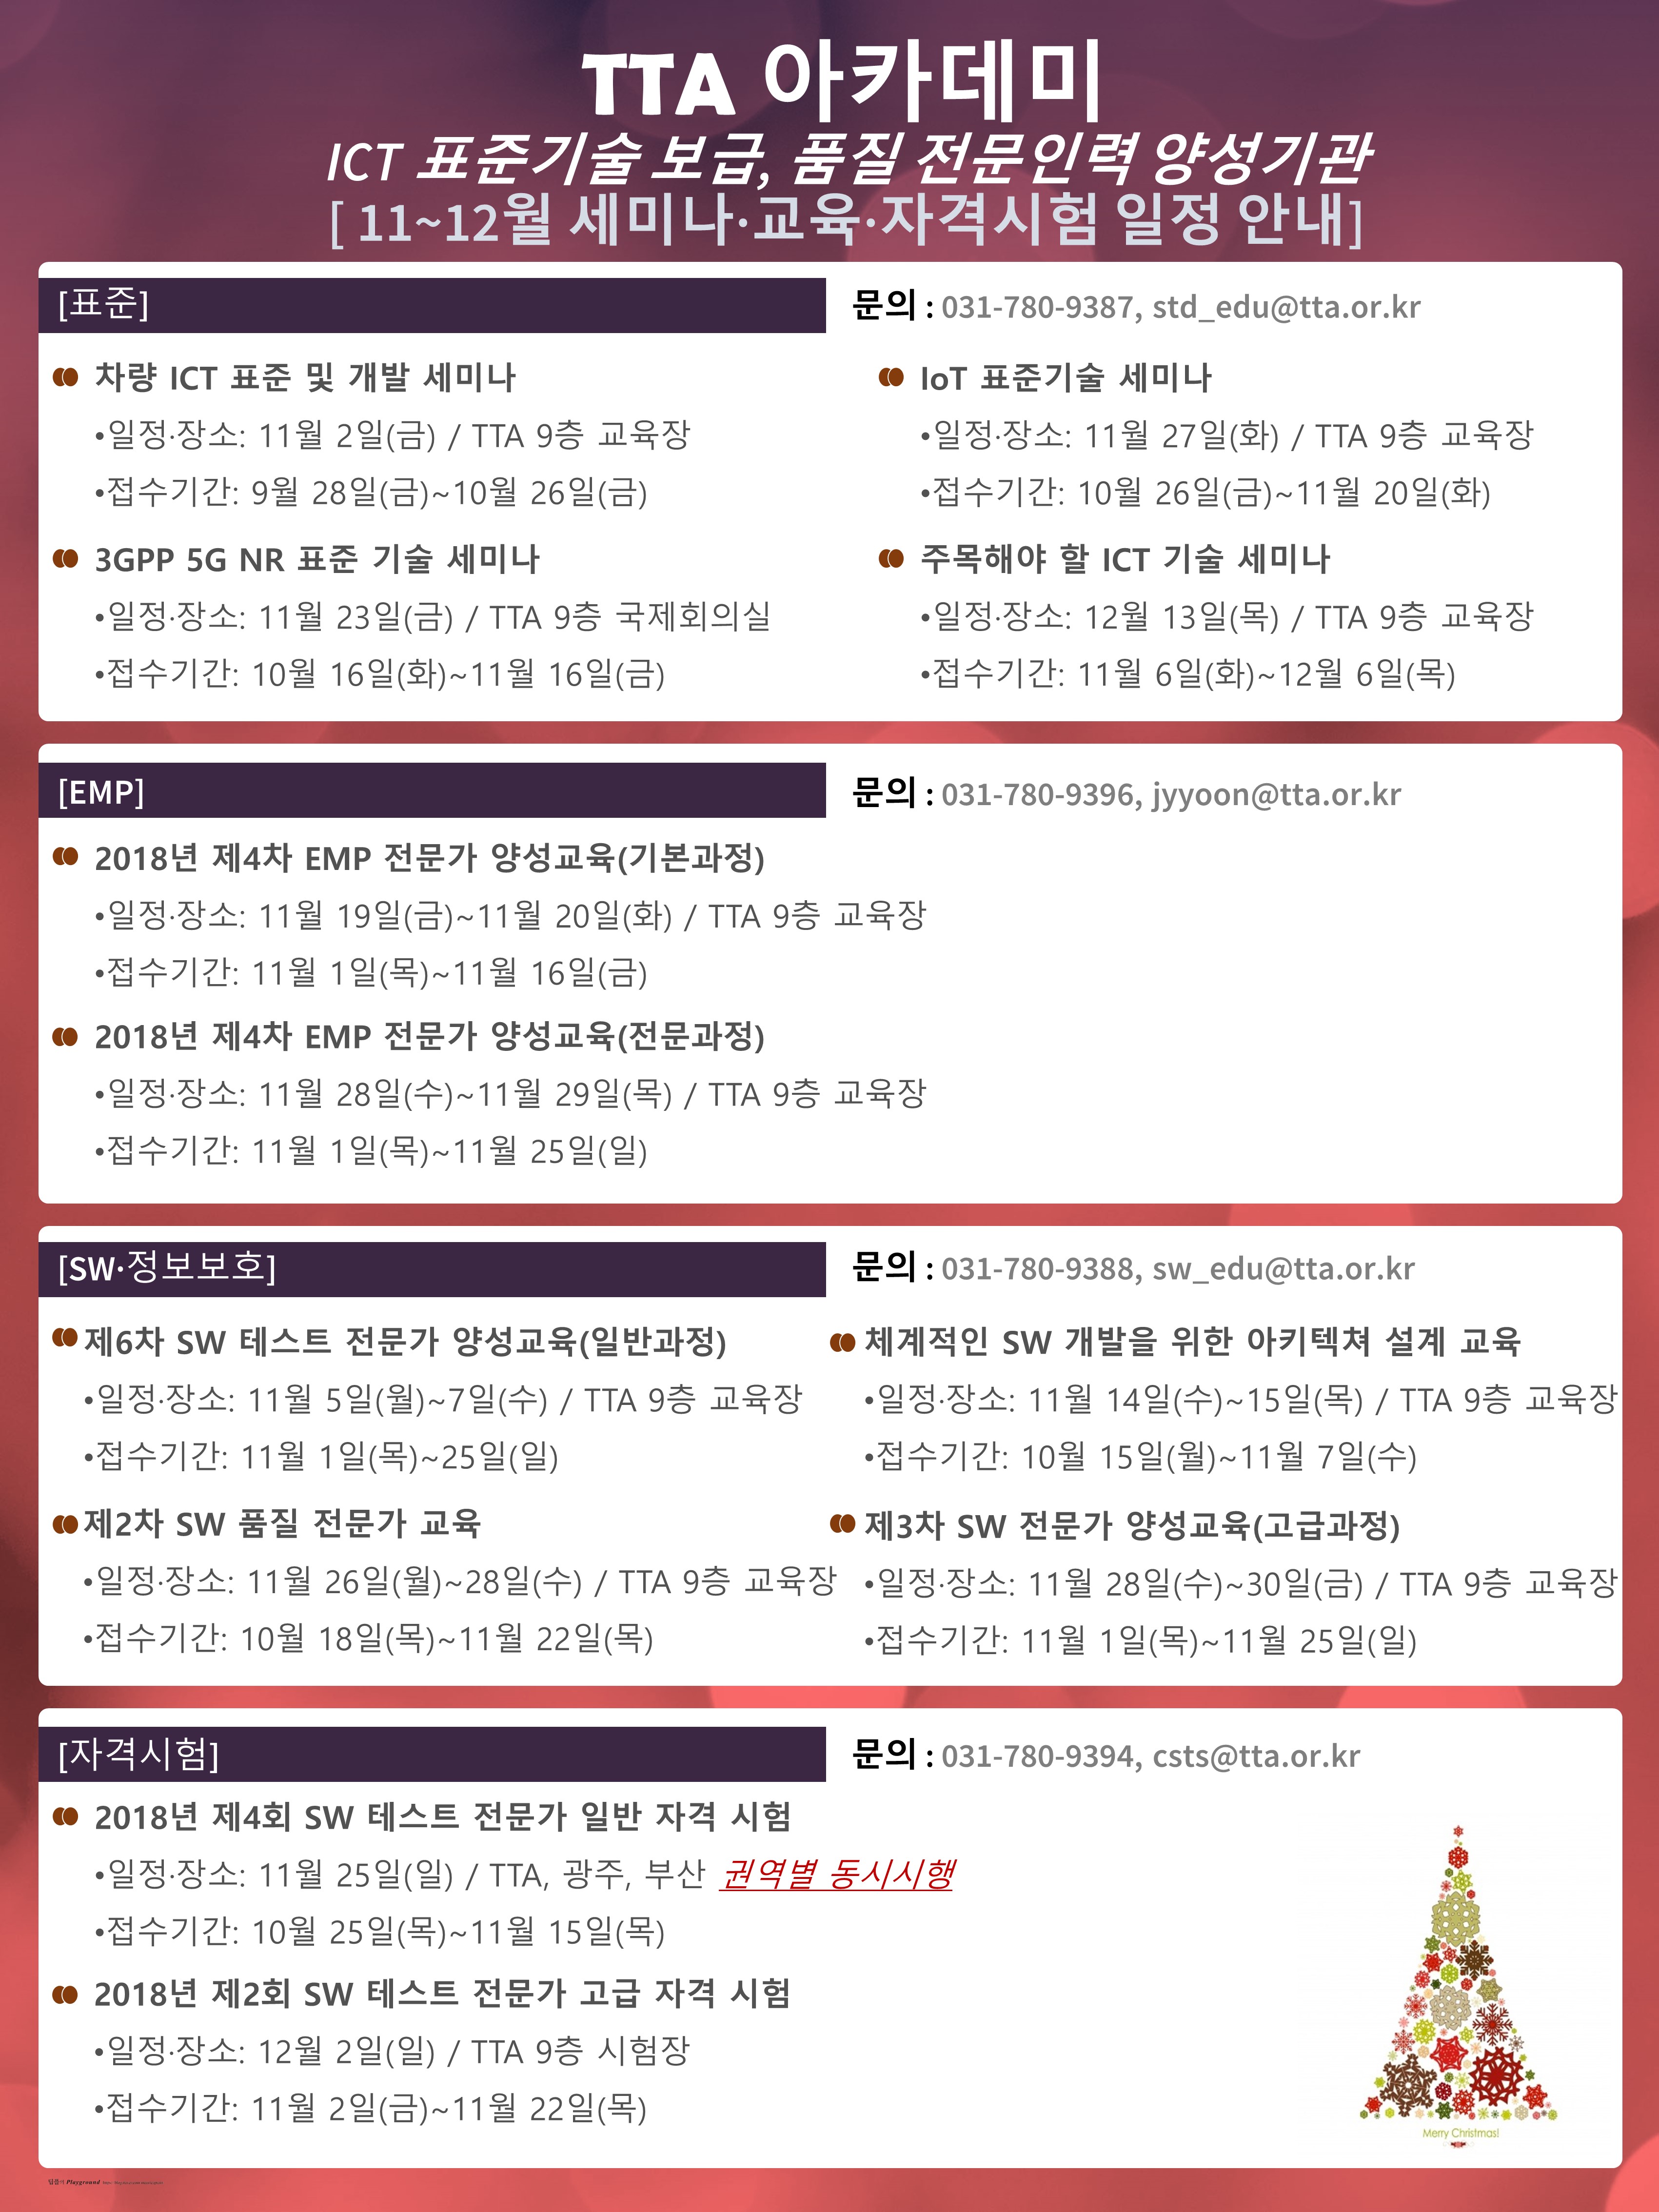 TTA 아카데미
ICT 표준기술 보급, 품질 전문인력 양성기관
[ 11~12월 세미나·교육·자격시험 일정 안내]
[표준]
문의 : 031-780-9387, std_edu@tta.or.kr
차량 ICT 표준 및 개발 세미나
•일정·장소: 11월 2일(금) / TTA 9층 교육장
•접수기간: 9월 28일(금)~10월 26일(금)
3GPP 5G NR 표준 기술 세미나
•일정·장소: 11월 23일(금) / TTA 9층 국제회의실
•접수기간: 10월 16일(화)~11월 16일(금)
IoT 표준기술 세미나
•일정·장소: 11월 27일(화) / TTA 9층 교육장
•접수기간: 10월 26일(금)~11월 20일(화)
주목해야 할 ICT 기술 세미나
•일정·장소: 12월 13일(목) / TTA 9층 교육장
•접수기간: 11월 6일(화)~12월 6일(목)
[EMP]
문의 : 031-780-9396, jyyoon@tta.or.kr
2018년 제4차 EMP 전문가 양성교육(기본과정)
•일정·장소: 11월 19일(금)~11월 20일(화) / TTA 9층 교육장
•접수기간: 11월 1일(목)~11월 16일(금)
2018년 제4차 EMP 전문가 양성교육(전문과정)
•일정·장소: 11월 28일(수)~11월 29일(목) / TTA 9층 교육장
•접수기간: 11월 1일(목)~11월 25일(일)
[SW·정보보호]
문의 : 031-780-9388, sw_edu@tta.or.kr
제6차 SW 테스트 전문가 양성교육(일반과정)
•일정·장소: 11월 5일(월)~7일(수) / TTA 9층 교육장
•접수기간: 11월 1일(목)~25일(일)
제2차 SW 품질 전문가 교육
•일정·장소: 11월 26일(월)~28일(수) / TTA 9층 교육장
•접수기간: 10월 18일(목)~11월 22일(목)
체계적인 SW 개발을 위한 아키텍쳐 설계 교육
•일정·장소: 11월 14일(수)~15일(목) / TTA 9층 교육장
•접수기간: 10월 15일(월)~11월 7일(수)
제3차 SW 전문가 양성교육(고급과정)
•일정·장소: 11월 28일(수)~30일(금) / TTA 9층 교육장
•접수기간: 11월 1일(목)~11월 25일(일)
[자격시험]
문의 : 031-780-9394, csts@tta.or.kr
2018년 제4회 SW 테스트 전문가 일반 자격 시험
•일정·장소: 11월 25일(일) / TTA, 광주, 부산 권역별 동시시행
•접수기간: 10월 25일(목)~11월 15일(목)
2018년 제2회 SW 테스트 전문가 고급 자격 시험
•일정·장소: 12월 2일(일) / TTA 9층 시험장
•접수기간: 11월 2일(금)~11월 22일(목)
Merry Christmas!
Playground